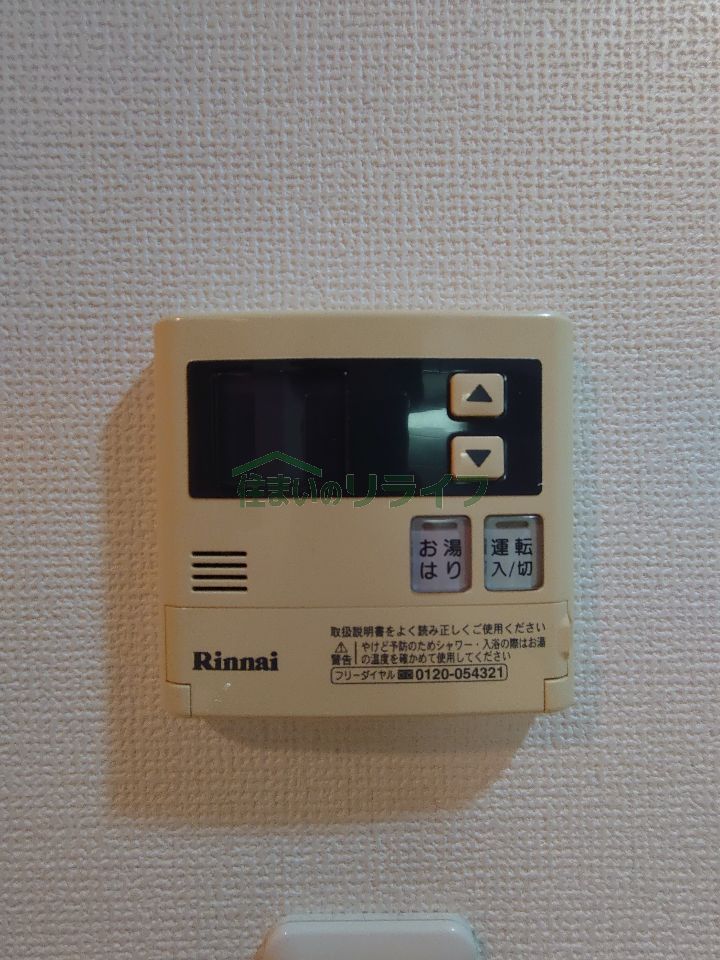 住まいのリライフ
お湯
はり
運転
入/切
取扱説明書をよく読み正しくご使用ください
警告
やけど予防のためシャワー・入浴の際はお湯
の温度を確かめて使用してください
Rinnai
フリーダイヤル 0120-054321